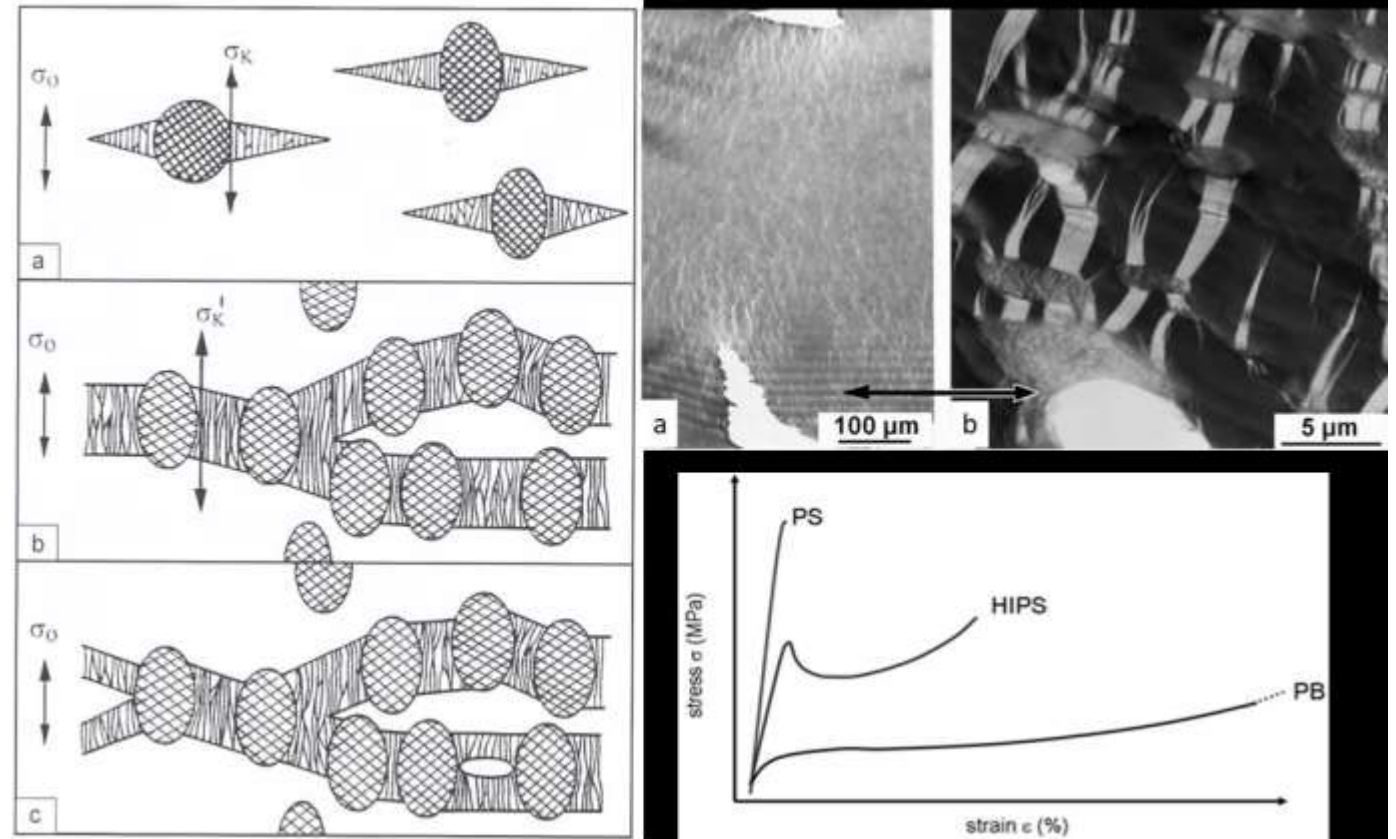 σ₀
σK
a
σ₀
σK'
b
σ₀
c
a
100 µm
b
5 µm
PS
HIPS
PB
stress σ (MPa)
strain ε (%)